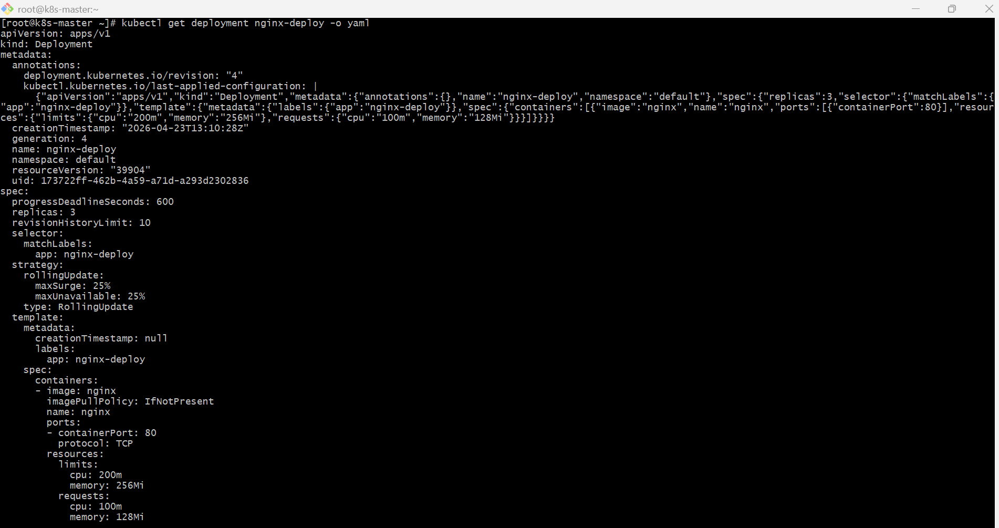 root@k8s-master:~
[root@k8s-master ~]# kubectl get deployment nginx-deploy -o yaml
apiVersion: apps/v1
kind: Deployment
metadata:
  annotations:
    deployment.kubernetes.io/revision: "4"
    kubectl.kubernetes.io/last-applied-configuration: |
      {"apiVersion":"apps/v1","kind":"Deployment","metadata":{"annotations":{},"name":"nginx-deploy","namespace":"default"},"spec":{"replicas":3,"selector":{"matchLabels":{
"app":"nginx-deploy"}},"template":{"metadata":{"labels":{"app":"nginx-deploy"}},"spec":{"containers":[{"image":"nginx","name":"nginx","ports":[{"containerPort":80}],"resour
ces":{"limits":{"cpu":"200m","memory":"256Mi"},"requests":{"cpu":"100m","memory":"128Mi"}}}]}}}}
  creationTimestamp: "2026-04-23T13:10:28Z"
  generation: 4
  name: nginx-deploy
  namespace: default
  resourceVersion: "39904"
  uid: 173722ff-462b-4a59-a71d-a293d2302836
spec:
  progressDeadlineSeconds: 600
  replicas: 3
  revisionHistoryLimit: 10
  selector:
    matchLabels:
      app: nginx-deploy
  strategy:
    rollingUpdate:
      maxSurge: 25%
      maxUnavailable: 25%
    type: RollingUpdate
  template:
    metadata:
      creationTimestamp: null
      labels:
        app: nginx-deploy
    spec:
      containers:
      - image: nginx
        imagePullPolicy: IfNotPresent
        name: nginx
        ports:
        - containerPort: 80
          protocol: TCP
        resources:
          limits:
            cpu: 200m
            memory: 256Mi
          requests:
            cpu: 100m
            memory: 128Mi